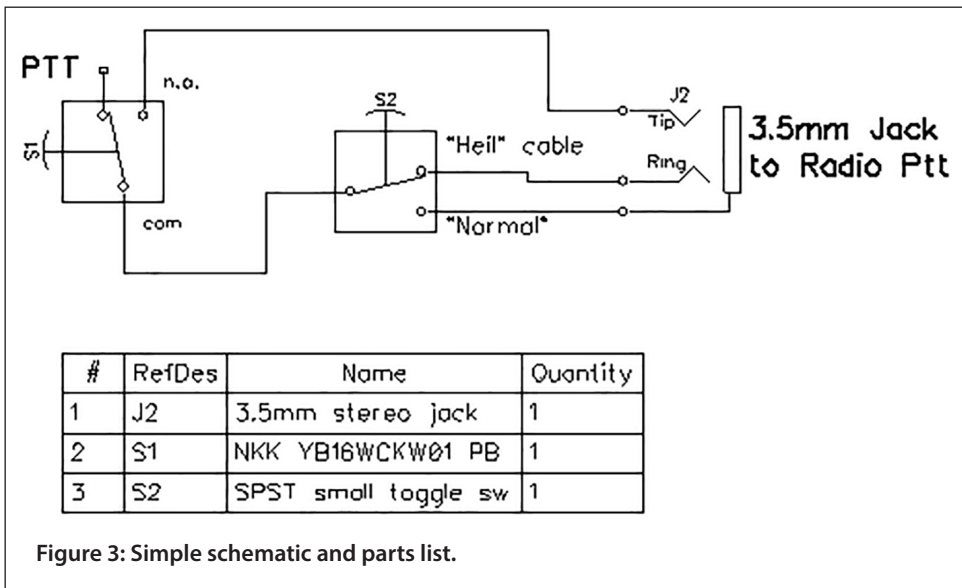 PTT
n.o.
S1
com
S2
"Heil" cable
"Normal"
J2
Tip
Ring
3.5mm Jack
to Radio Ptt
# RefDes Name Quantity
1 J2 3.5mm stereo jack 1
2 S1 NKK YB16WCKW01 PB 1
3 S2 SPST small toggle sw 1
Figure 3: Simple schematic and parts list.